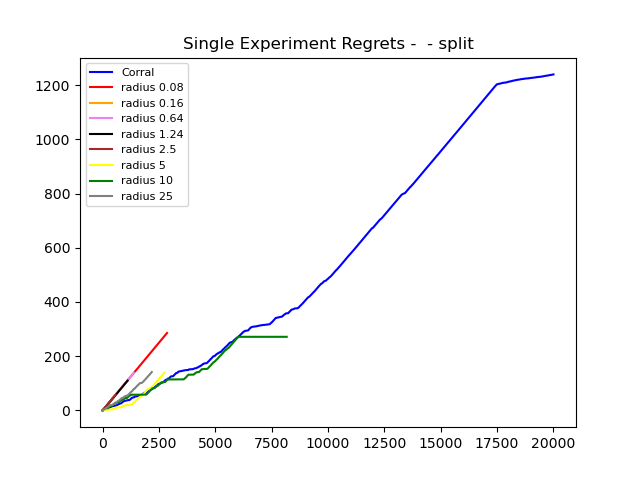 Single Experiment Regrets -  - split
Corral
radius 0.08
radius 0.16
radius 0.64
radius 1.24
radius 2.5
radius 5
radius 10
radius 25
1200
1000
800
600
400
200
0
0 2500 5000 7500 10000 12500 15000 17500 20000